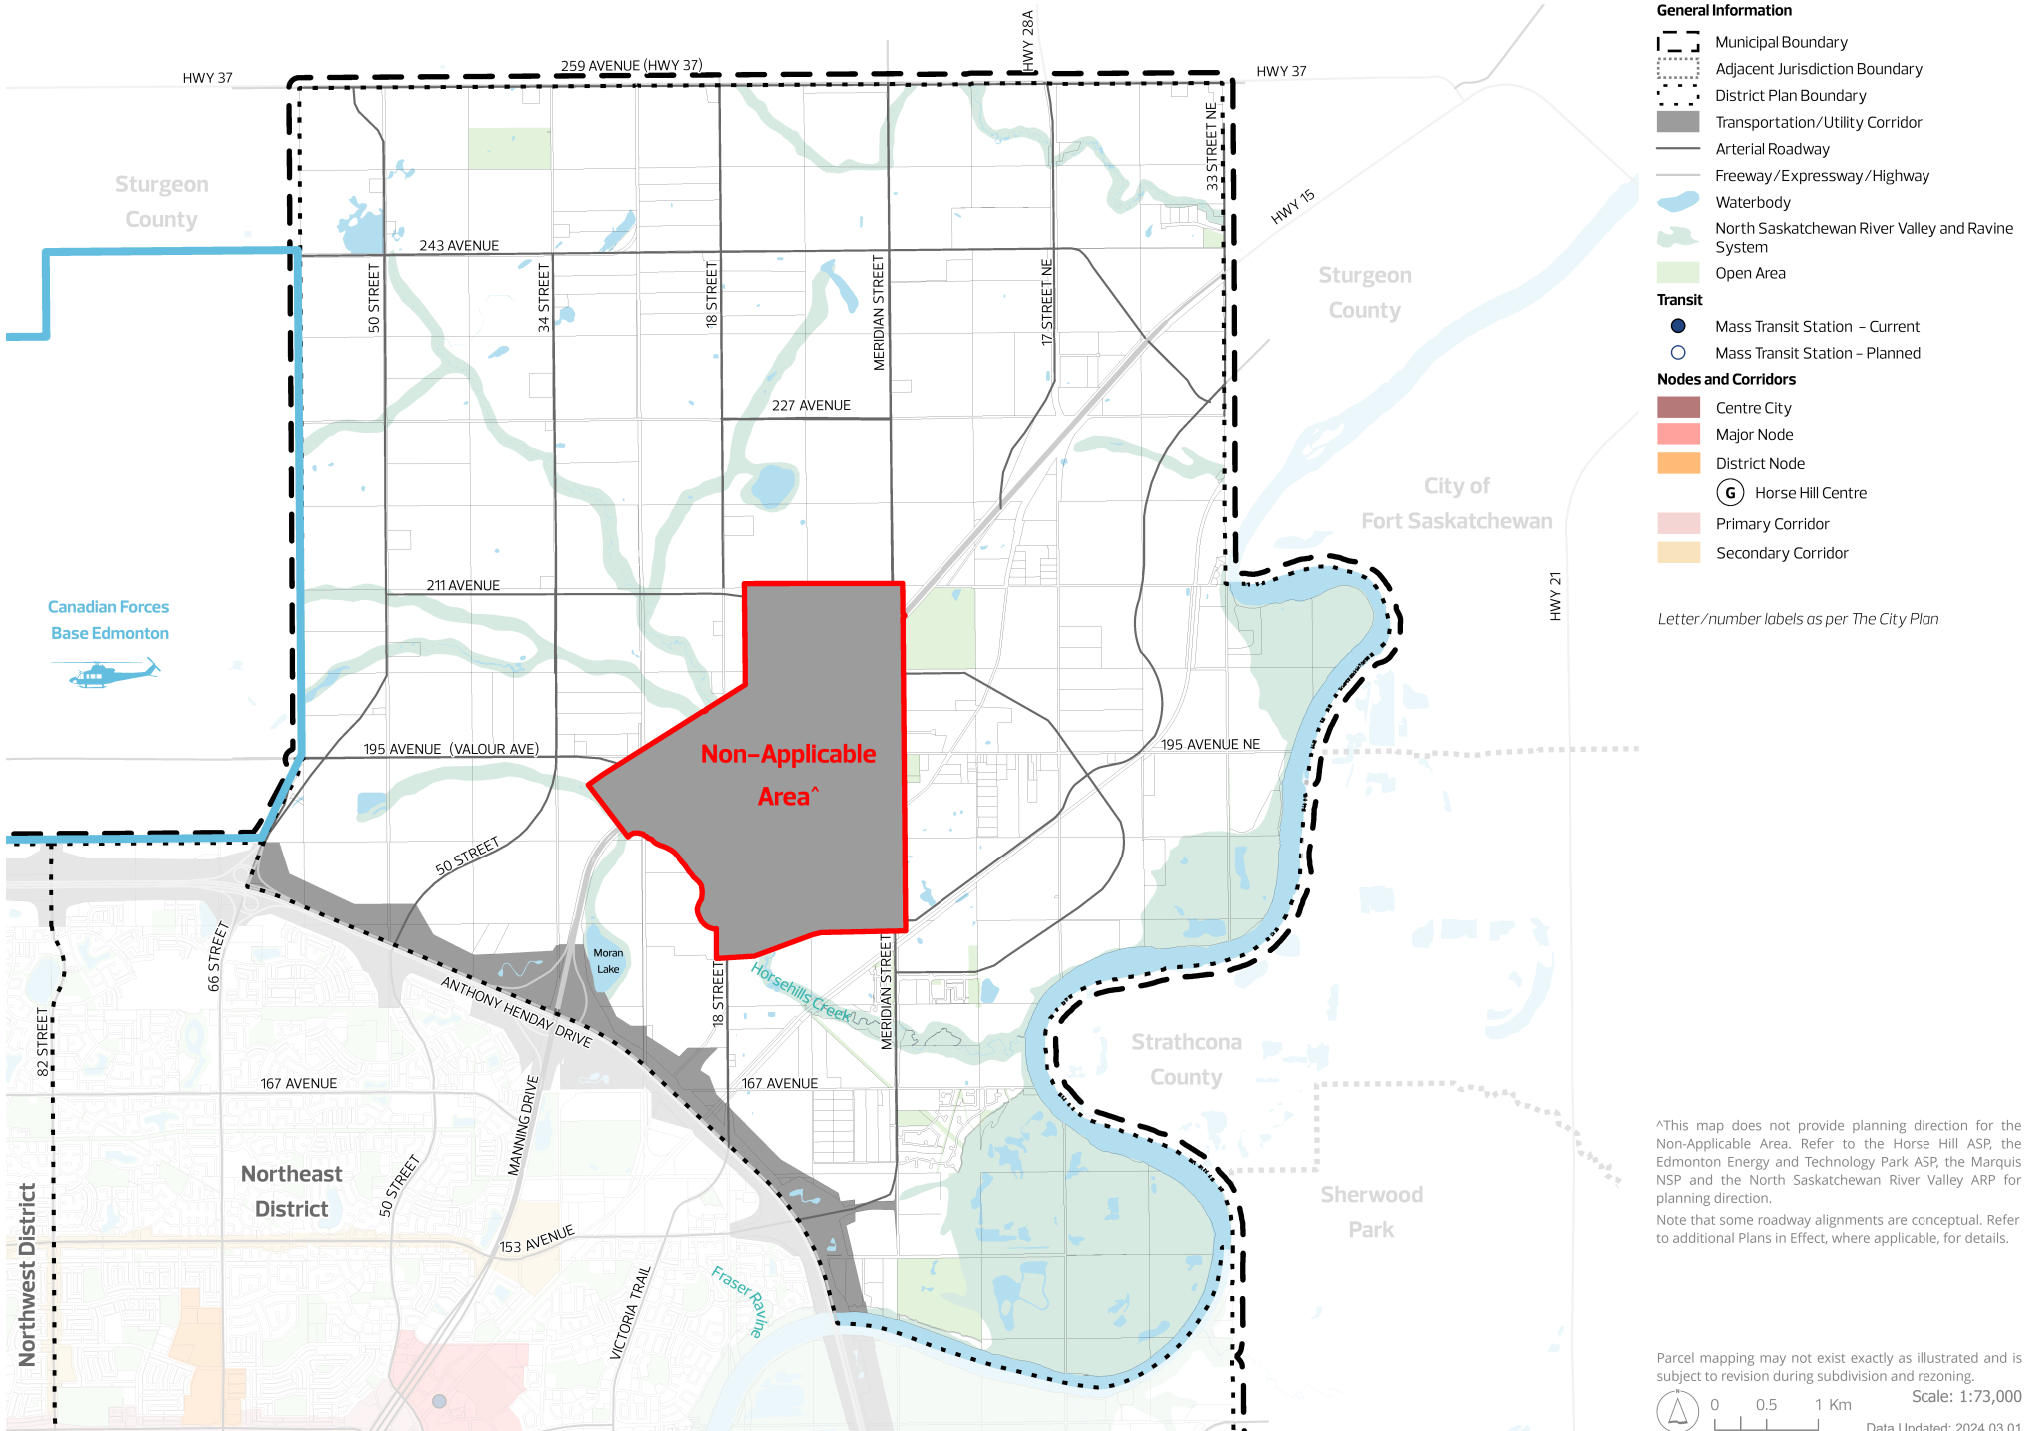 HWY 28A
259 AVENUE (HWY 37)
HWY 37
HWY 37
33 STREET NE
Sturgeon
County
HWY 15
243 AVENUE
50 STREET
34 STREET
18 STREET
MERIDIAN STREET
17 STREET NE
Sturgeon
County
227 AVENUE
City of
Fort Saskatchewan
211 AVENUE
HWY 21
Canadian Forces
Base Edmonton
195 AVENUE (VALOUR AVE)
195 AVENUE NE
Non-Applicable
Area^
50 STREET
66 STREET
Moran
Lake
ANTHONY HENDAY DRIVE
Horsehills Creek
18 STREET
MERIDIAN STREET
82 STREET
Strathcona
County
167 AVENUE
167 AVENUE
MANNING DRIVE
Northeast
District
50 STREET
Sherwood
Park
Northwest District
153 AVENUE
VICTORIA TRAIL
Fraser Ravine
General Information
Municipal Boundary
Adjacent Jurisdiction Boundary
District Plan Boundary
Transportation/Utility Corridor
Arterial Roadway
Freeway/Expressway/Highway
Waterbody
North Saskatchewan River Valley and Ravine
System
Open Area
Transit
Mass Transit Station - Current
Mass Transit Station - Planned
Nodes and Corridors
Centre City
Major Node
District Node
G Horse Hill Centre
Primary Corridor
Secondary Corridor
Letter/number labels as per The City Plan
^This map does not provide planning direction for the
Non-Applicable Area. Refer to the Horse Hill ASP, the
Edmonton Energy and Technology Park ASP, the Marquis
NSP and the North Saskatchewan River Valley ARP for
planning direction.
Note that some roadway alignments are conceptual. Refer
to additional Plans in Effect, where applicable, for details.
Parcel mapping may not exist exactly as illustrated and is
subject to revision during subdivision and rezoning.
Scale: 1:73,000
N
0 0.5 1 Km
Data Updated: 2024.03.01